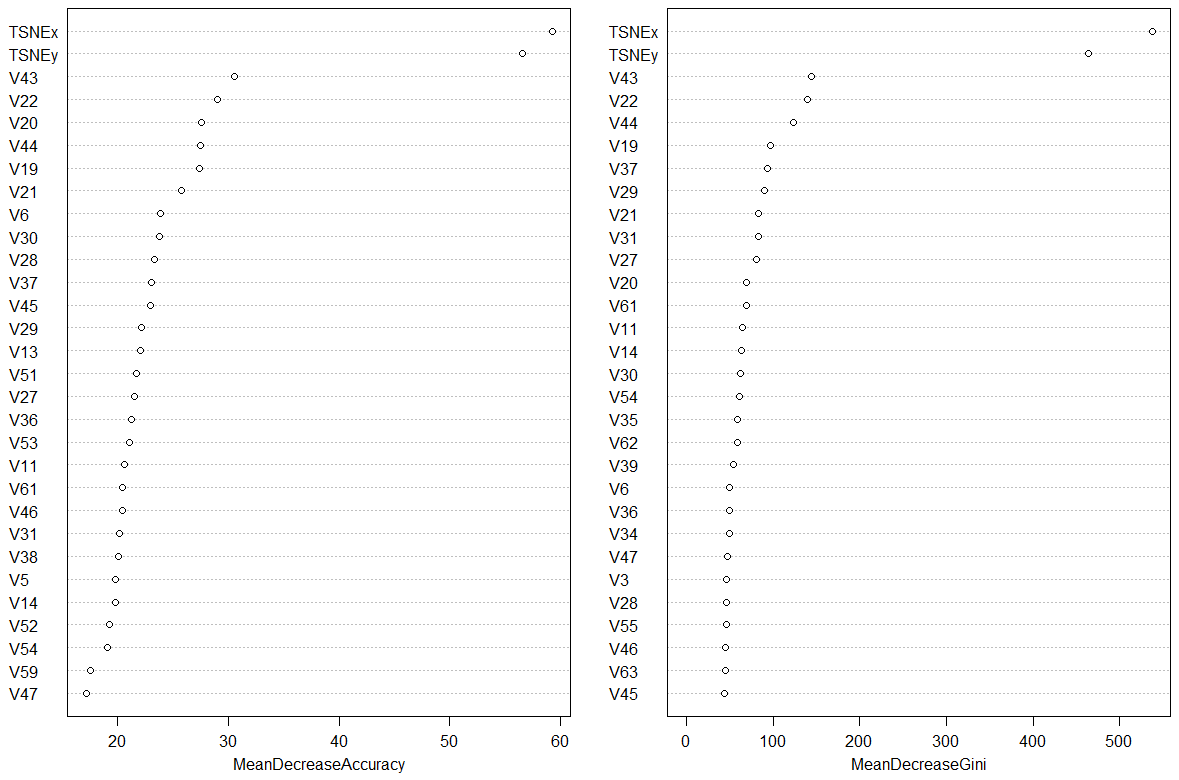 TSNEx
TSNEy
V43
V22
V20
V44
V19
V21
V6
V30
V28
V37
V45
V29
V13
V51
V27
V36
V53
V11
V61
V46
V31
V38
V5
V14
V52
V54
V59
V47
20 30 40 50 60
MeanDecreaseAccuracy
TSNEx
TSNEy
V43
V22
V44
V19
V37
V29
V21
V31
V27
V20
V61
V11
V14
V30
V54
V35
V62
V39
V6
V36
V34
V47
V3
V28
V55
V46
V63
V45
0 100 200 300 400 500
MeanDecreaseGini